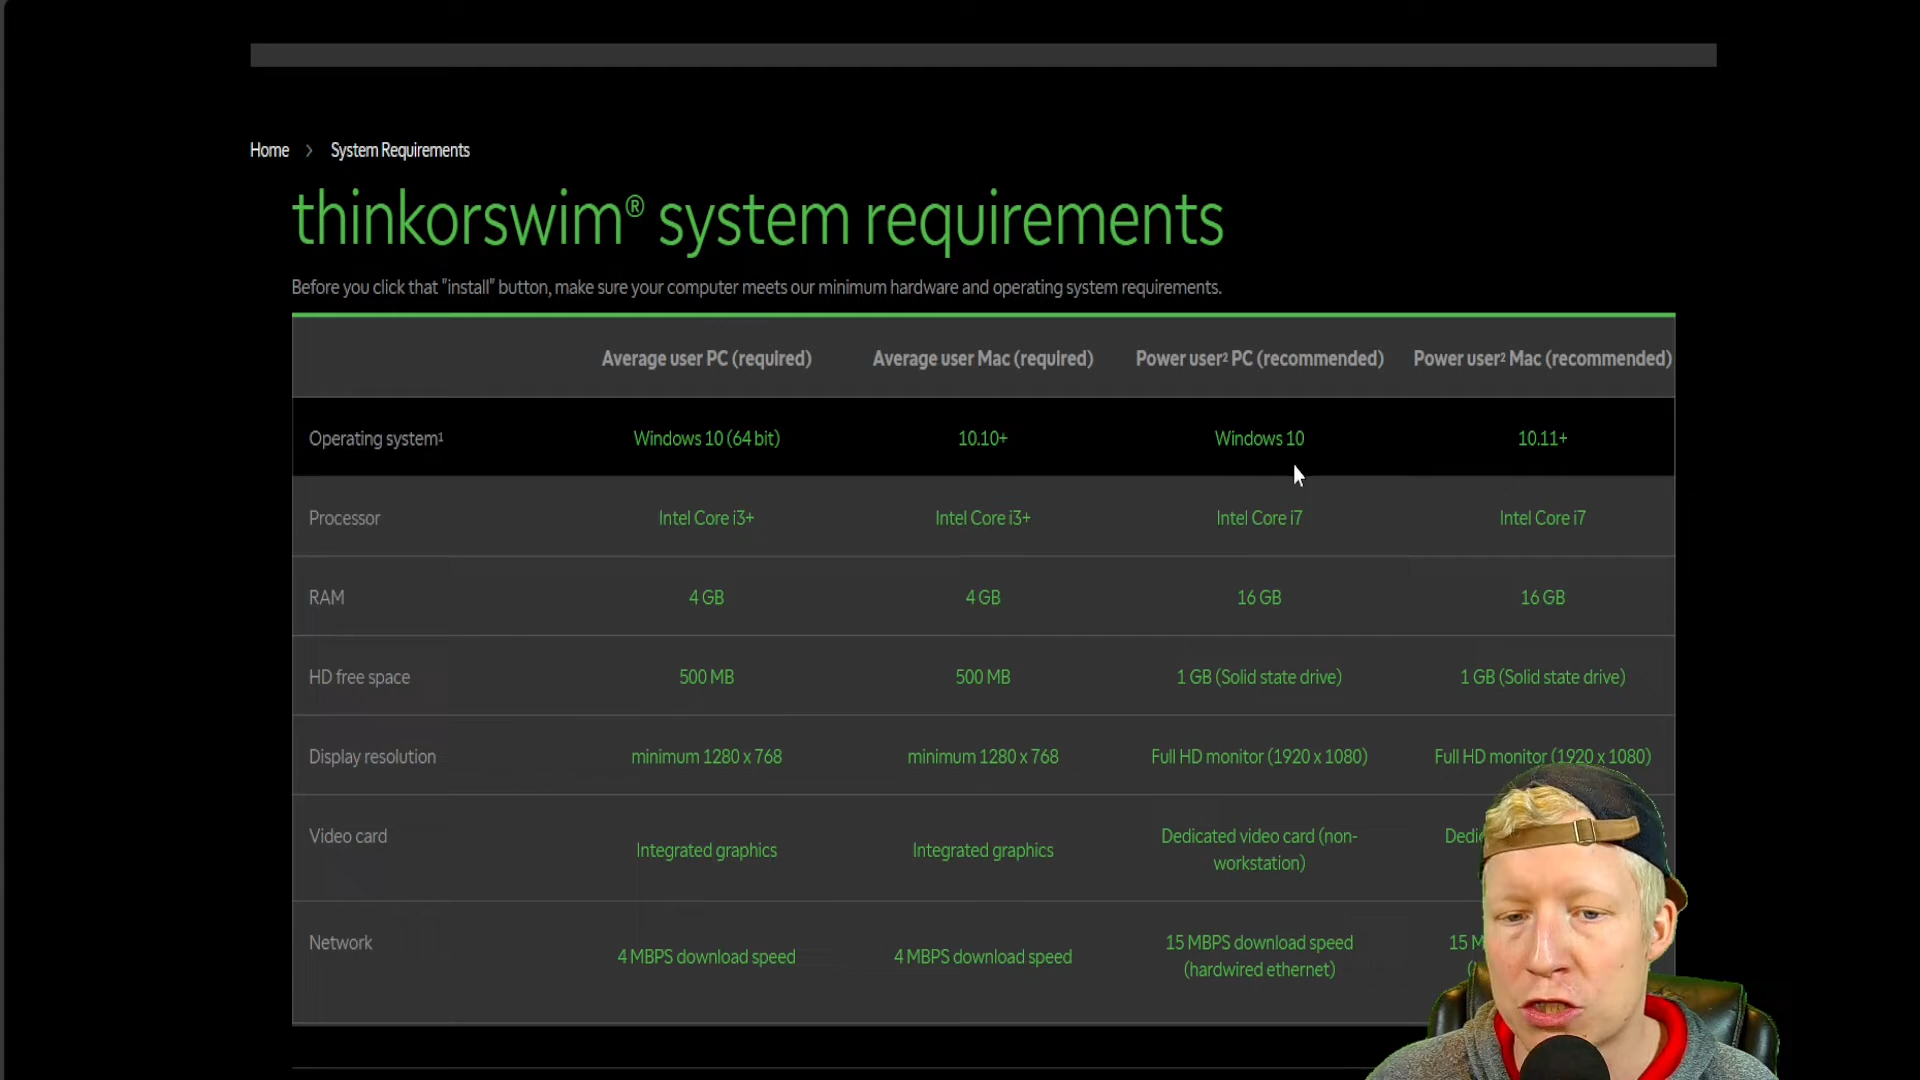 Home > System Requirements
thinkorswim® system requirements
Before you click that "install" button, make sure your computer meets our minimum hardware and operating system requirements.
Average user PC (required) Average user Mac (required) Power user² PC (recommended) Power user² Mac (recommended)
Operating system¹ Windows 10 (64 bit) 10.10+ Windows 10 10.11+
Processor Intel Core i3+ Intel Core i3+ Intel Core i7 Intel Core i7
RAM 4 GB 4 GB 16 GB 16 GB
HD free space 500 MB 500 MB 1 GB (Solid state drive) 1 GB (Solid state drive)
Display resolution minimum 1280 x 768 minimum 1280 x 768 Full HD monitor (1920 x 1080) Full HD monitor (1920 x 1080)
Video card Integrated graphics Integrated graphics Dedicated video card (non-
workstation)
Network 4 MBPS download speed 4 MBPS download speed 15 MBPS download speed 15
(hardwired ethernet)